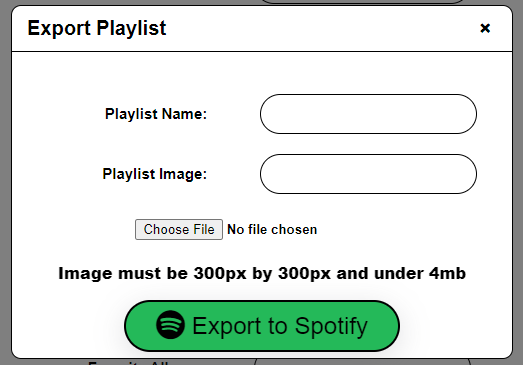 Export Playlist ×
Playlist Name:
Playlist Image:
Choose File No file chosen
Image must be 300px by 300px and under 4mb
Export to Spotify